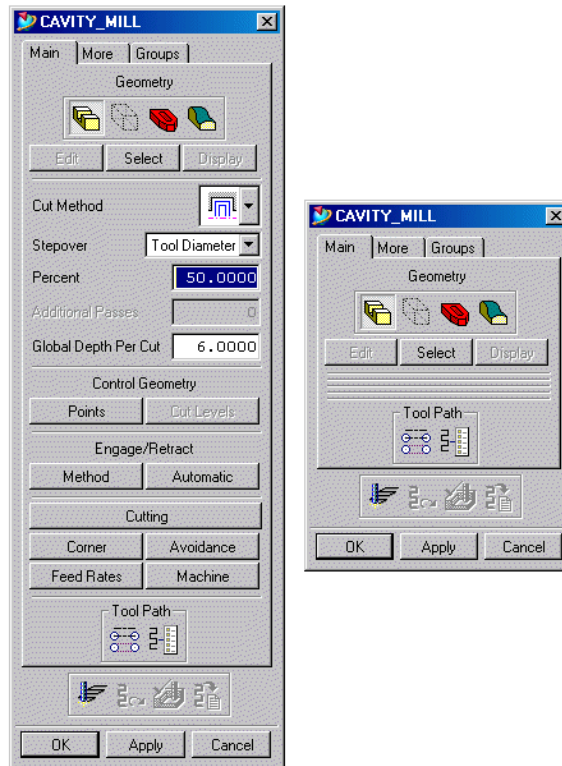 CAVITY_MILL
Main More Groups
Geometry
Edit Select Display
Cut Method
Stepover Tool Diameter
Percent 50.0000
Additional Passes 0
Global Depth Per Cut 6.0000
Control Geometry
Points Cut Levels
Engage/Retract
Method Automatic
Cutting
Corner Avoidance
Feed Rates Machine
Tool Path
OK Apply Cancel
CAVITY_MILL
Main More Groups
Geometry
Edit Select Display
Tool Path
OK Apply Cancel